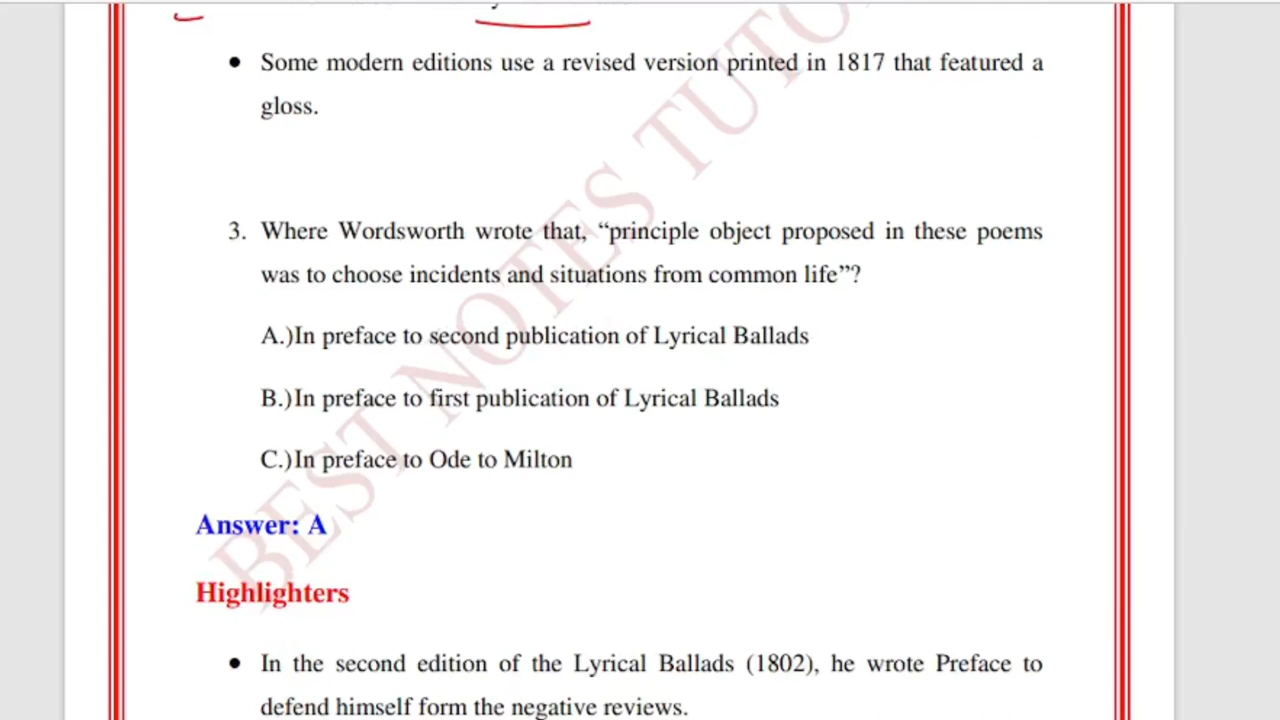 • Some modern editions use a revised version printed in 1817 that featured a
gloss.
3. Where Wordsworth wrote that, “principle object proposed in these poems
was to choose incidents and situations from common life”?
A.)In preface to second publication of Lyrical Ballads
B.)In preface to first publication of Lyrical Ballads
C.)In preface to Ode to Milton
Answer: A
Highlighters
• In the second edition of the Lyrical Ballads (1802), he wrote Preface to
defend himself form the negative reviews.
BEST NOTES TUTO